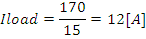 Iload = 170/15 = 12[A]